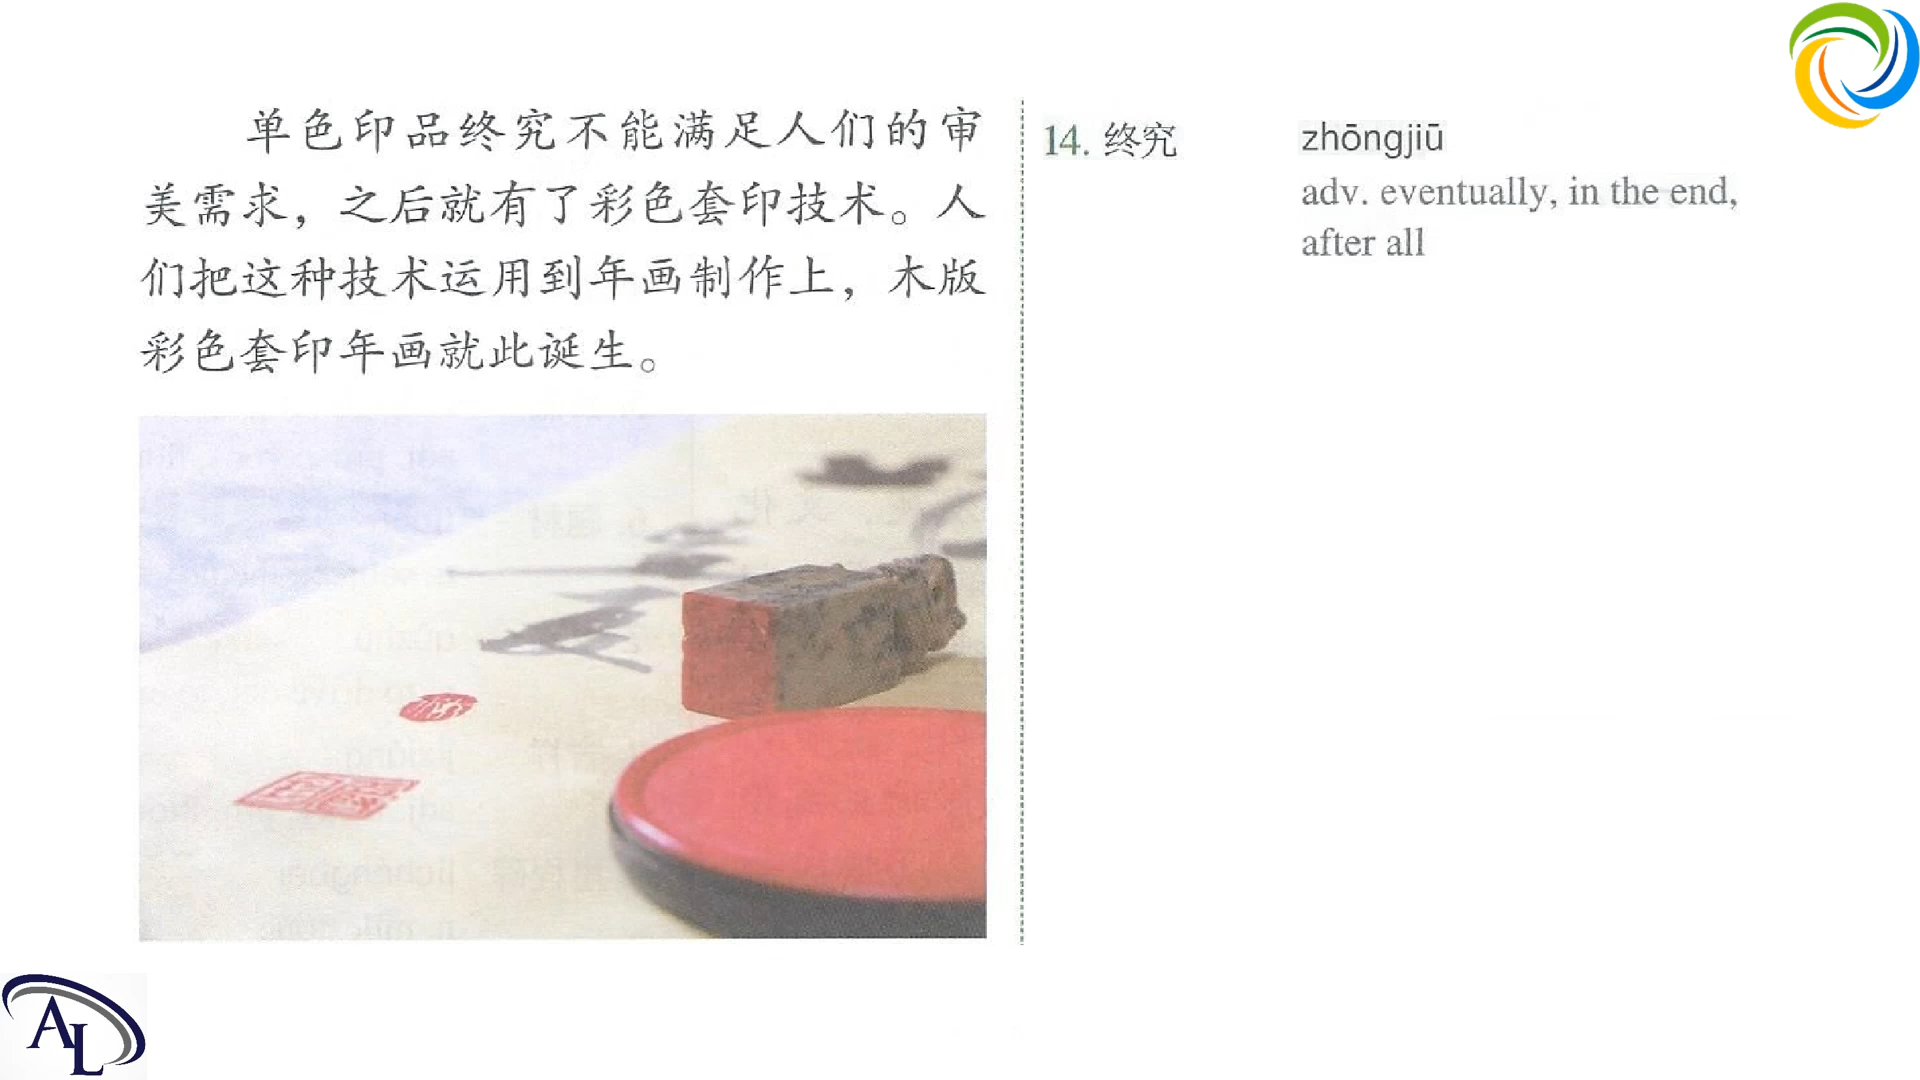 单色印品终究不能满足人们的审
美需求，之后就有了彩色套印技术。人
们把这种技术运用到年画制作上，木版
彩色套印年画就此诞生。
14. 终究
zhōngjiū
adv. eventually, in the end,
after all
AL